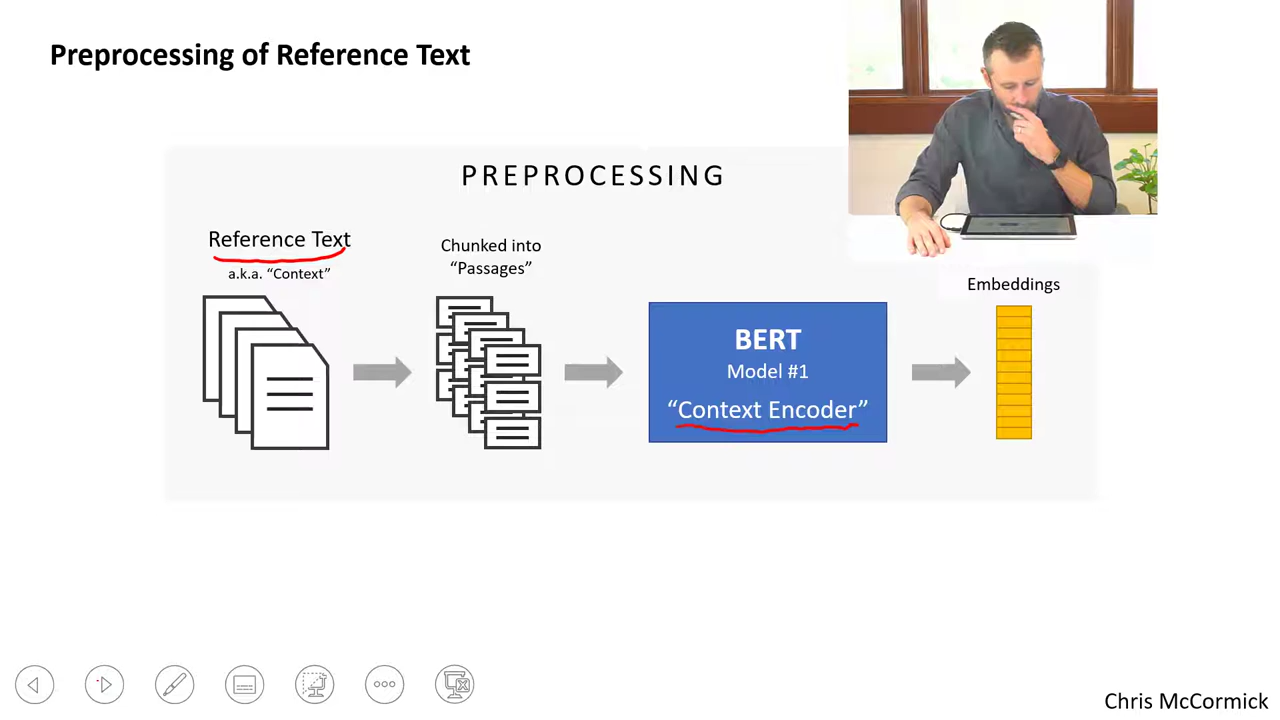 Preprocessing of Reference Text
PREPROCESSING
Reference Text
a.k.a. “Context”
Chunked into
“Passages”
BERT
Model #1
“Context Encoder”
Embeddings
Chris McCormick